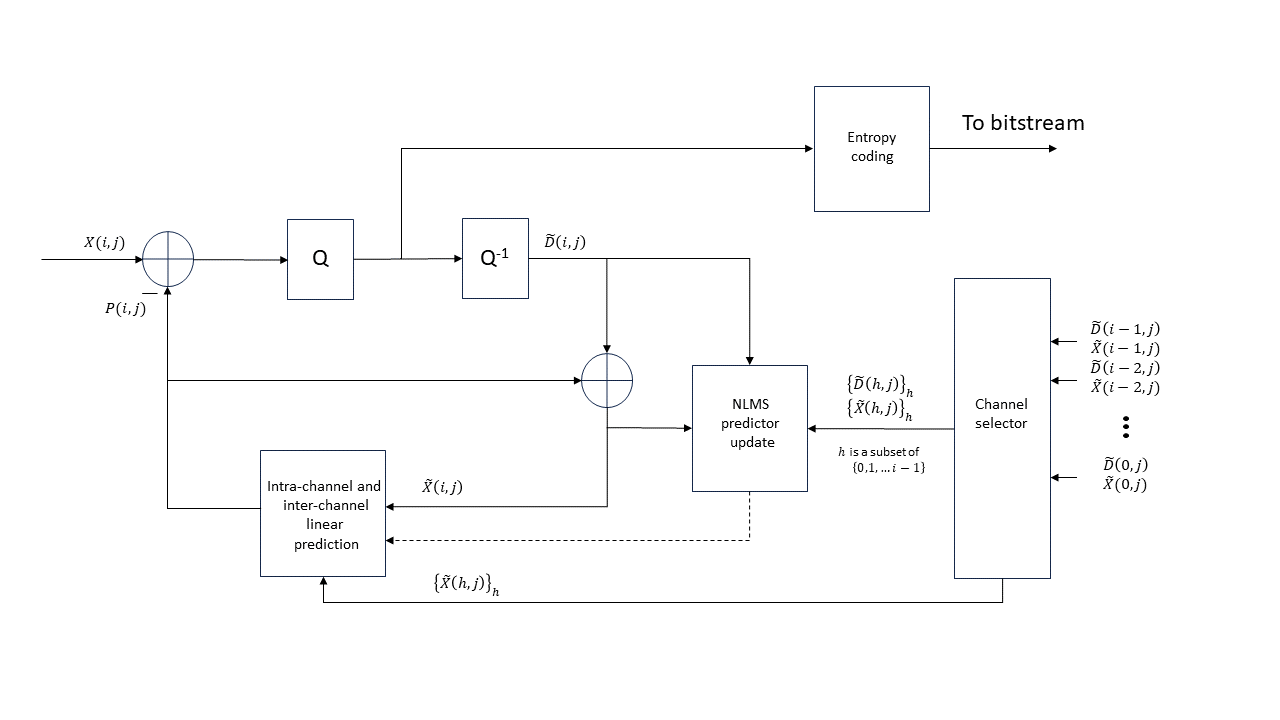 Entropy
coding
To bitstream
X(i, j)
Q
Q⁻¹
D̃(i, j)
—
P(i, j)
NLMS
predictor
update
{D̃(h, j)}ₕ
{X̃(h, j)}ₕ
h is a subset of
{0,1, … i − 1}
Channel
selector
D̃(i − 1, j)
X̃(i − 1, j)
D̃(i − 2, j)
X̃(i − 2, j)
⋮
D̃(0, j)
X̃(0, j)
Intra-channel and
inter-channel
linear
prediction
X̃(i, j)
{X̃(h, j)}ₕ